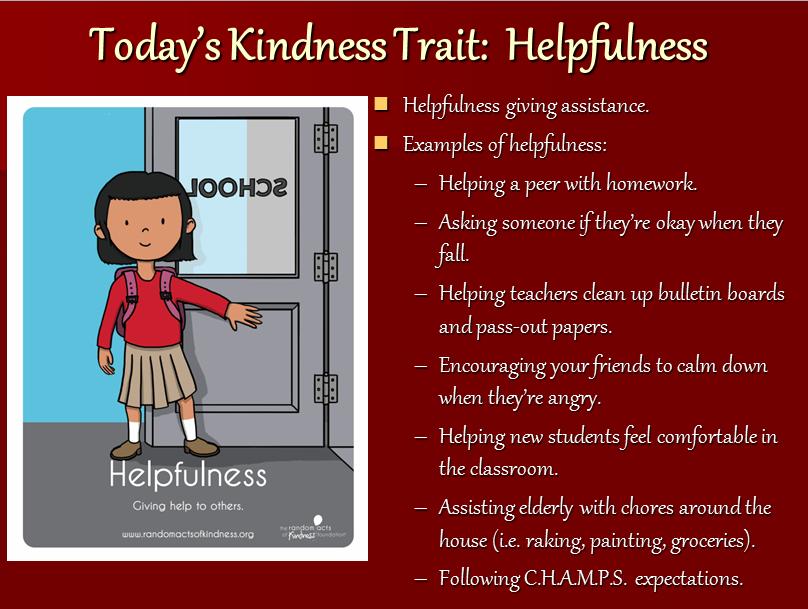 Today's Kindness Trait:  Helpfulness
SCHOOL
Helpfulness
Giving help to others.
www.randomactsofkindness.org
the random acts
of Kindness foundation
Helpfulness giving assistance.
Examples of helpfulness:
– Helping a peer with homework.
– Asking someone if they're okay when they
fall.
– Helping teachers clean up bulletin boards
and pass-out papers.
– Encouraging your friends to calm down
when they're angry.
– Helping new students feel comfortable in
the classroom.
– Assisting elderly with chores around the
house (i.e. raking, painting, groceries).
– Following C.H.A.M.P.S. expectations.